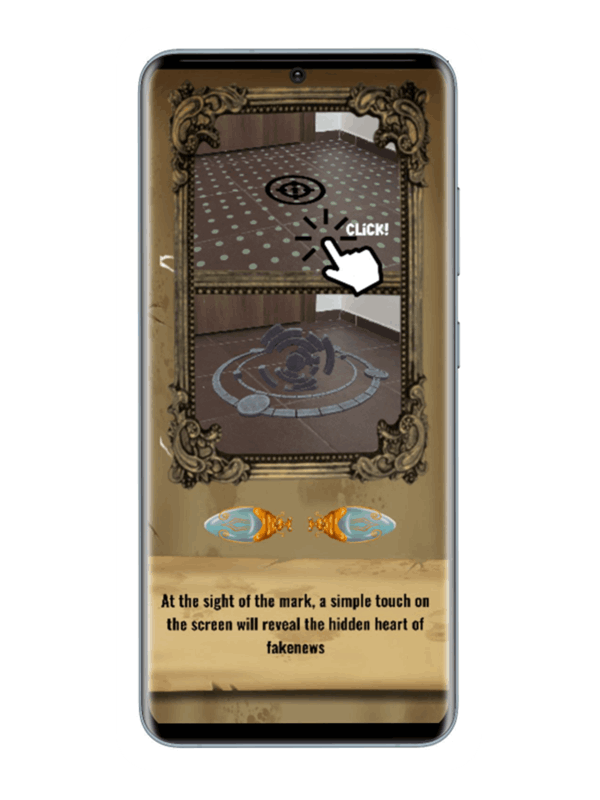 CLiCK!
At the sight of the mark, a simple touch on
the screen will reveal the hidden heart of
fakenews